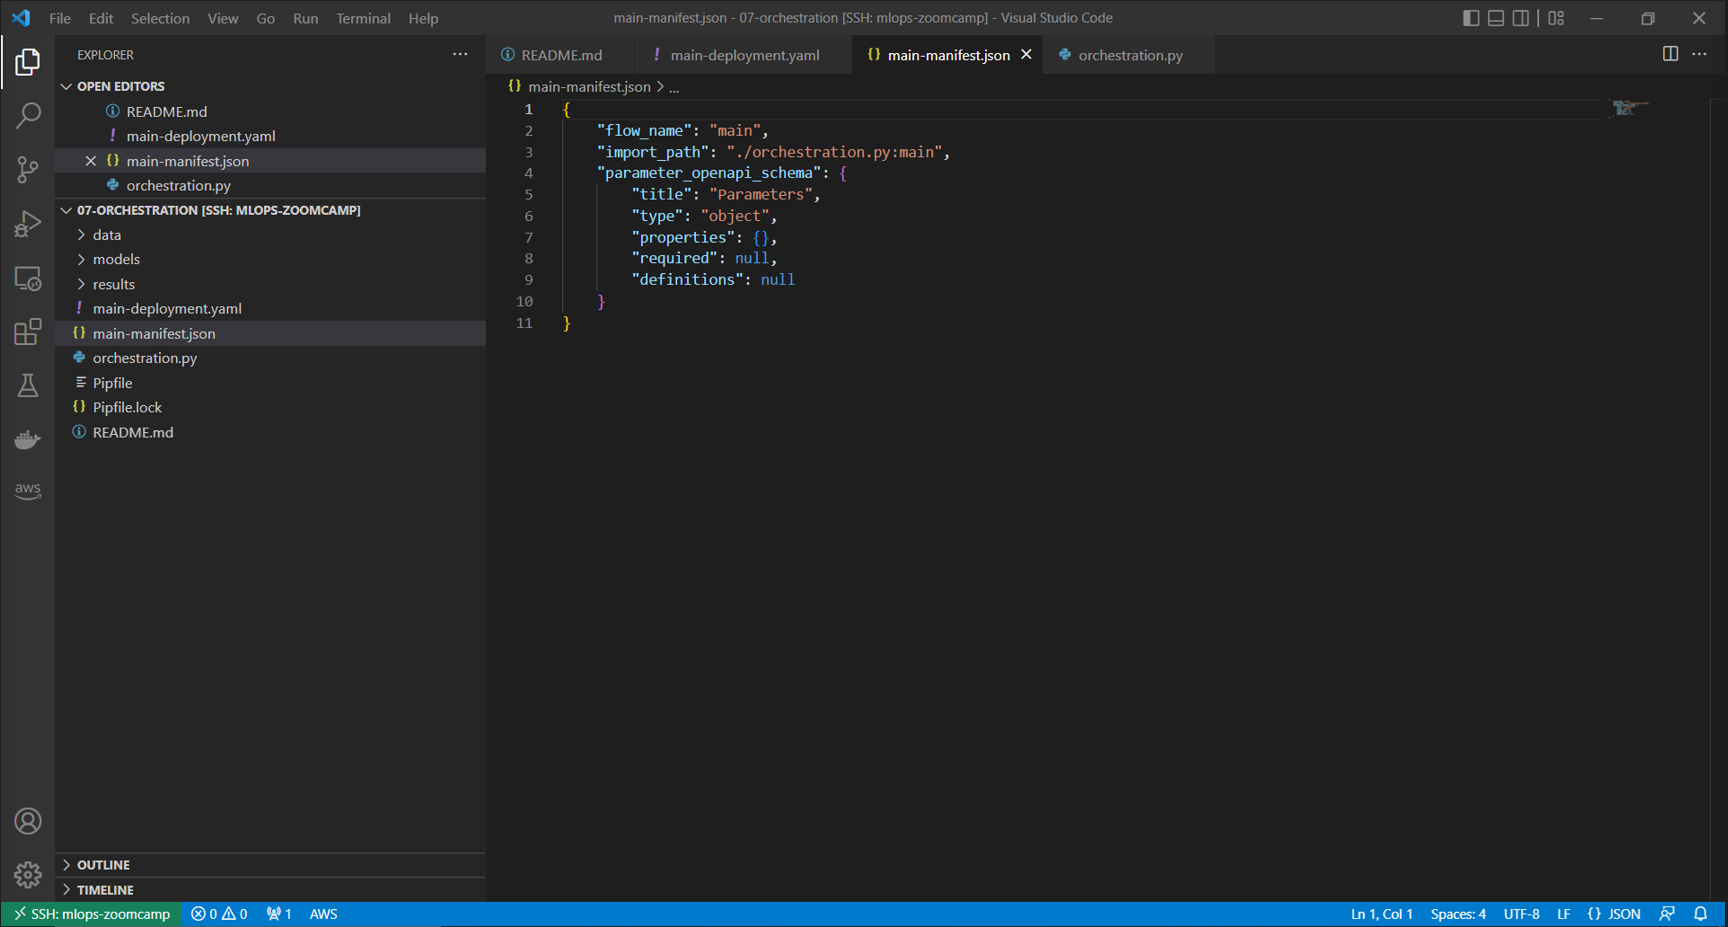 File Edit Selection View Go Run Terminal Help
main-manifest.json - 07-orchestration [SSH: mlops-zoomcamp] - Visual Studio Code
EXPLORER
OPEN EDITORS
README.md
main-deployment.yaml
main-manifest.json
orchestration.py
07-ORCHESTRATION [SSH: MLOPS-ZOOMCAMP]
data
models
results
main-deployment.yaml
main-manifest.json
orchestration.py
Pipfile
Pipfile.lock
README.md
aws
OUTLINE
TIMELINE
README.md main-deployment.yaml main-manifest.json orchestration.py
main-manifest.json > ...
1 {
2 "flow_name": "main",
3 "import_path": "./orchestration.py:main",
4 "parameter_openapi_schema": {
5 "title": "Parameters",
6 "type": "object",
7 "properties": {},
8 "required": null,
9 "definitions": null
10 }
11 }
SSH: mlops-zoomcamp 0 0 1 AWS Ln 1, Col 1 Spaces: 4 UTF-8 LF {} JSON